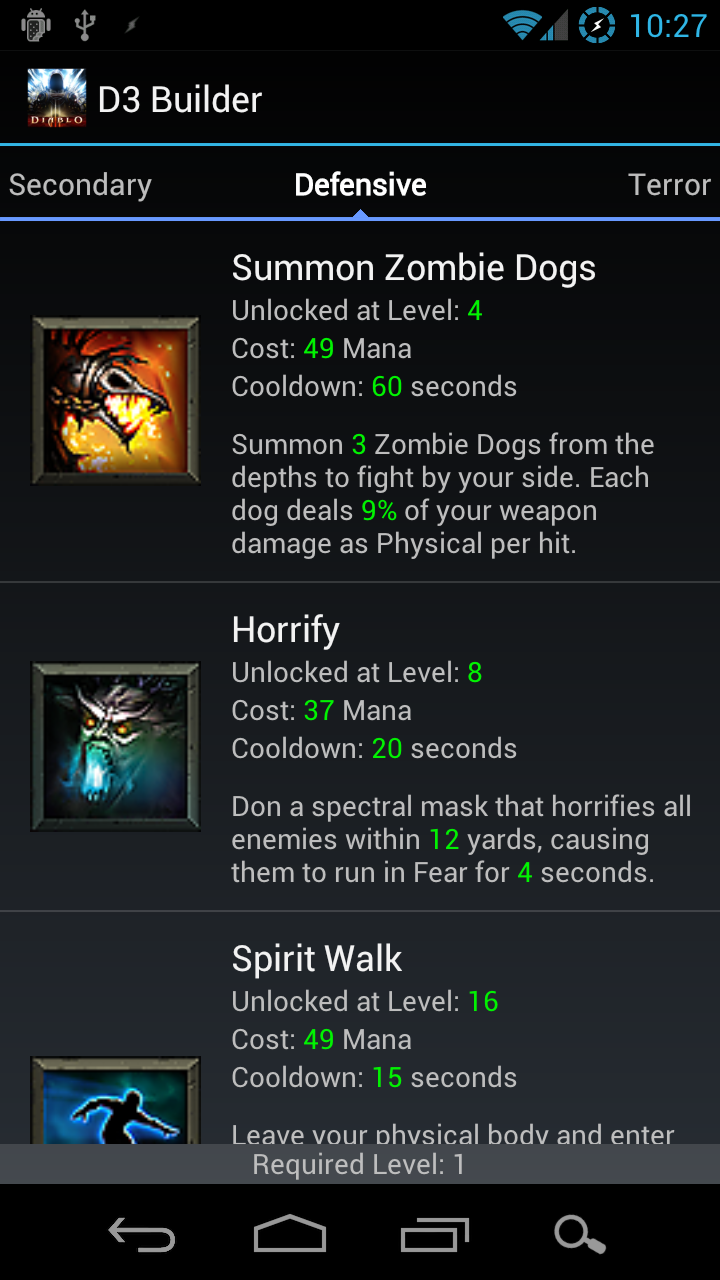 10:27
DIABLO
D3 Builder
Secondary Defensive Terror
Summon Zombie Dogs
Unlocked at Level: 4
Cost: 49 Mana
Cooldown: 60 seconds
Summon 3 Zombie Dogs from the
depths to fight by your side. Each
dog deals 9% of your weapon
damage as Physical per hit.
Horrify
Unlocked at Level: 8
Cost: 37 Mana
Cooldown: 20 seconds
Don a spectral mask that horrifies all
enemies within 12 yards, causing
them to run in Fear for 4 seconds.
Spirit Walk
Unlocked at Level: 16
Cost: 49 Mana
Cooldown: 15 seconds
Leave your physical body and enter
Required Level: 1